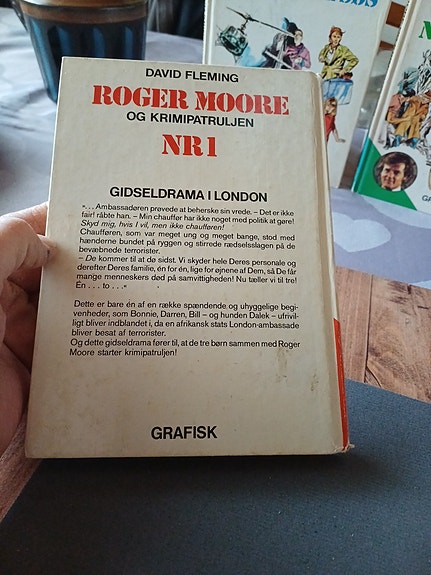 DAVID FLEMING
ROGER MOORE
OG KRIMIPATRULJEN
NR 1
GIDSELDRAMA I LONDON
»... Ambassadøren prøvede at beherske sin vrede. – Det er ikke
fair! råbte han. – Min chauffør har ikke noget med politik at gøre!
Skyd mig, hvis I vil, men ikke chaufføren!
Chaufføren, som var meget ung og meget bange, stod med
hænderne bundet på ryggen og stirrede rædselsslagen på de
bevæbnede terrorister.
– De kommer til at dø sidst. Vi skyder hele Deres personale og
derefter Deres familie, én for én, lige for øjnene af Dem, så De får
mange menneskers død på samvittigheden! Nu tæller vi til tre!
Én ... to ...«
Dette er bare én af en række spændende og uhyggelige begi-
venheder, som Bonnie, Darren, Bill – og hunden Dalek – ufrivil-
ligt bliver indblandet i, da en afrikansk stats London-ambassade
bliver besat af terrorister.
Og dette gidseldrama fører til, at de tre børn sammen med Roger
Moore starter krimipatruljen!
GRAFISK